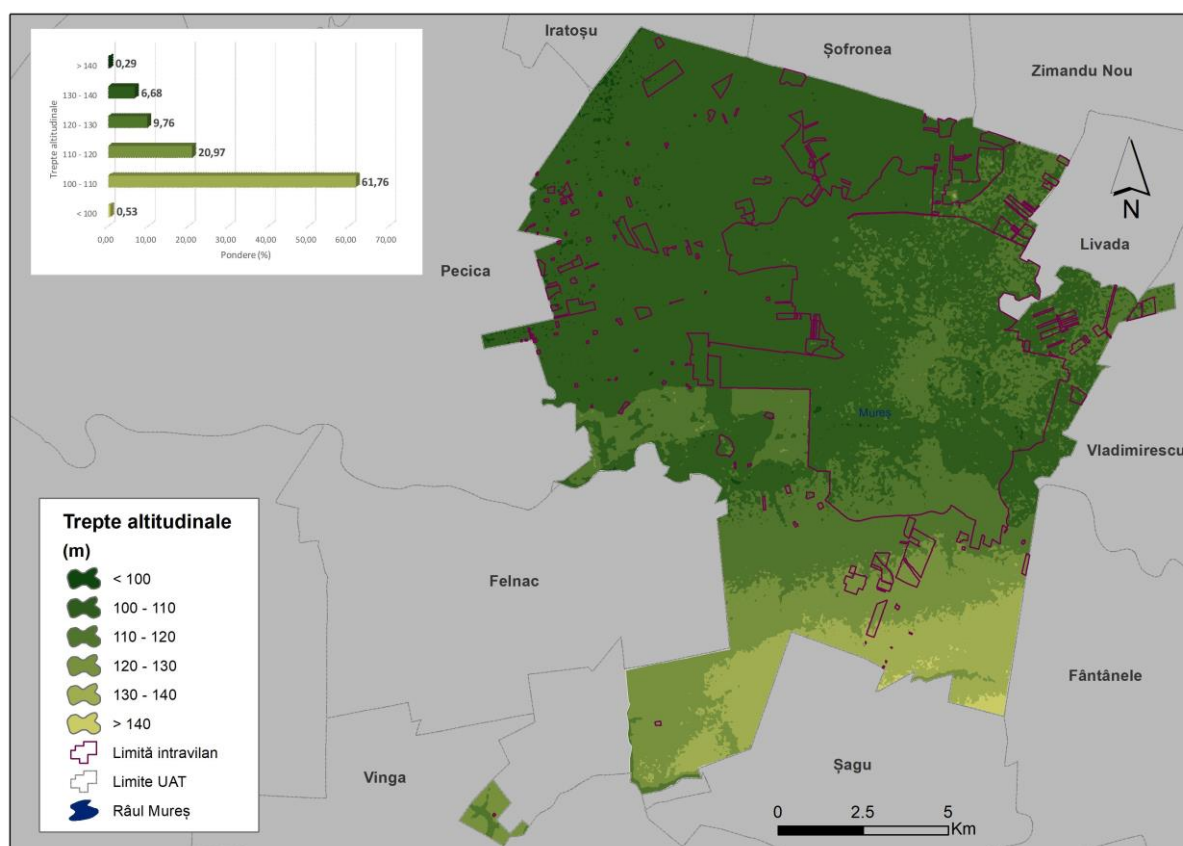 Iratoșu
Șofronea
Zimandu Nou
> 140
0,29
130 - 140
6,68
120 - 130
9,76
110 - 120
20,97
100 - 110
61,76
< 100
0,53
0,00 10,00 20,00 30,00 40,00 50,00 60,00 70,00
Pondere (%)
Trepte altitudinale
N
Livada
Pecica
Mureș
Vladimirescu
Felnac
Fântânele
Vinga
Șagu
Trepte altitudinale
(m)
< 100
100 - 110
110 - 120
120 - 130
130 - 140
> 140
Limită intravilan
Limite UAT
Râul Mureș
0 2.5 5
Km